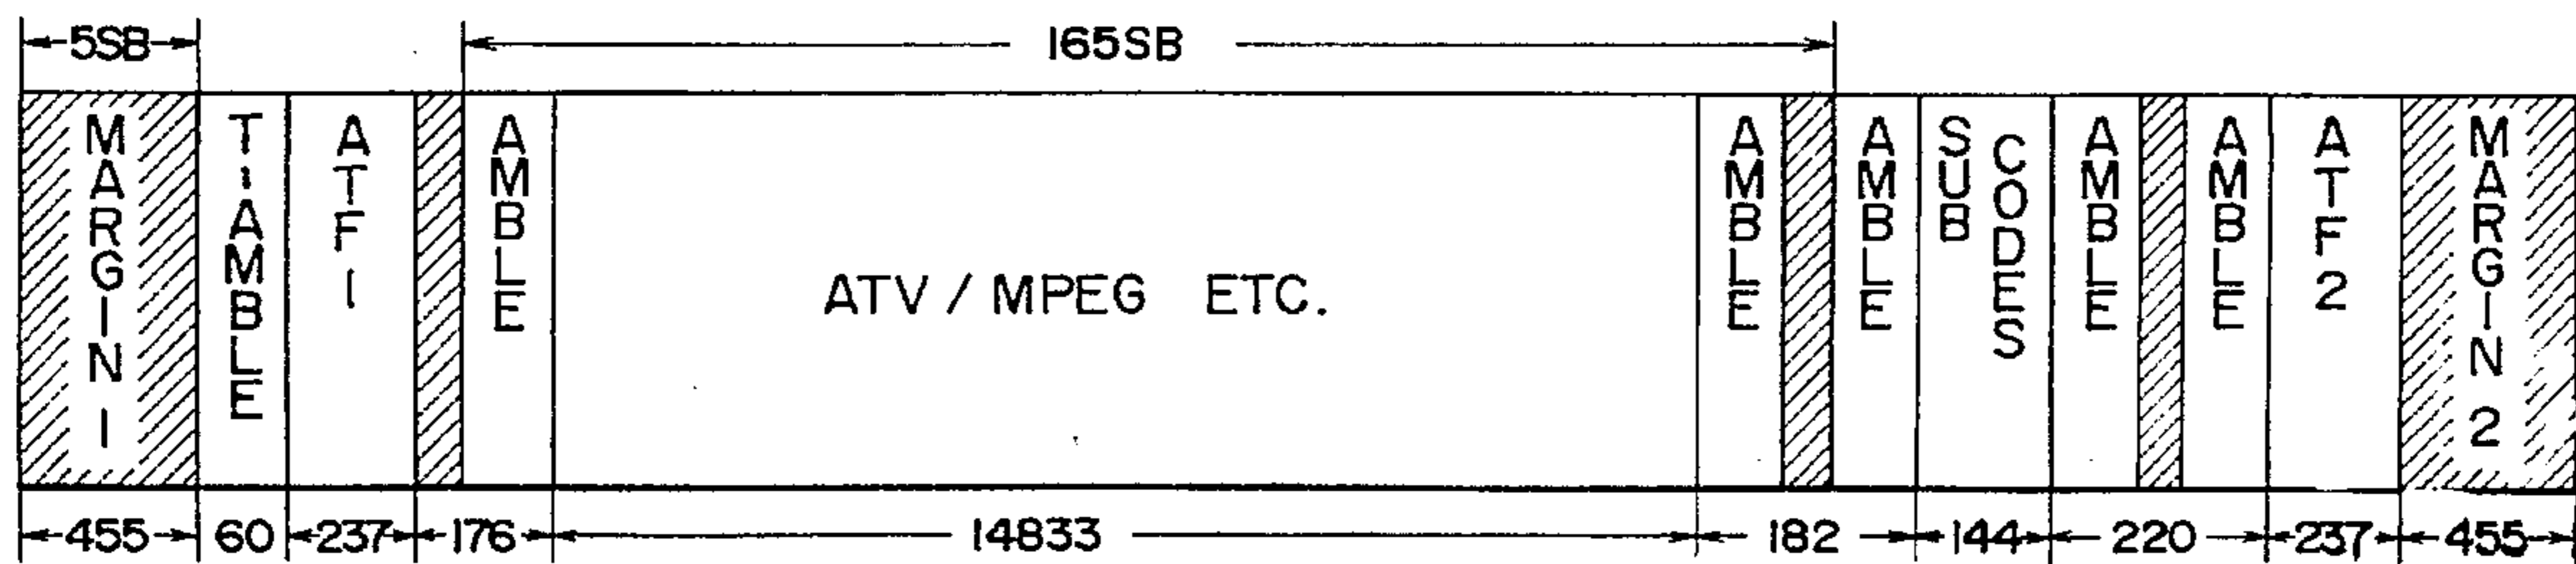 5SB
165SB
MARGIN 1
T-AMBLE
ATF 1
AMBLE
ATV / MPEG ETC.
AMBLE
AMBLE
SUB CODES
AMBLE
AMBLE
ATF 2
MARGIN 2
455
60
237
176
14833
182
144
220
237
455